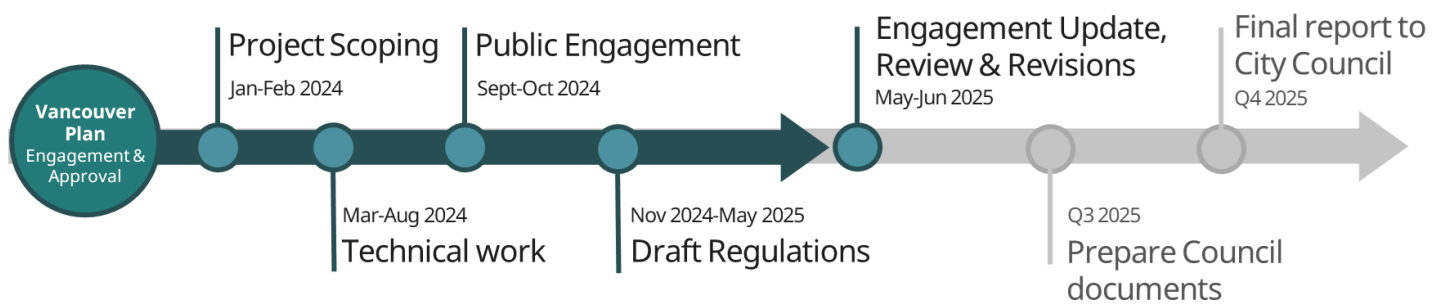 Vancouver
Plan
Engagement &
Approval
Project Scoping
Jan-Feb 2024
Mar-Aug 2024
Technical work
Public Engagement
Sept-Oct 2024
Nov 2024-May 2025
Draft Regulations
Engagement Update,
Review & Revisions
May-Jun 2025
Q3 2025
Prepare Council
documents
Final report to
City Council
Q4 2025